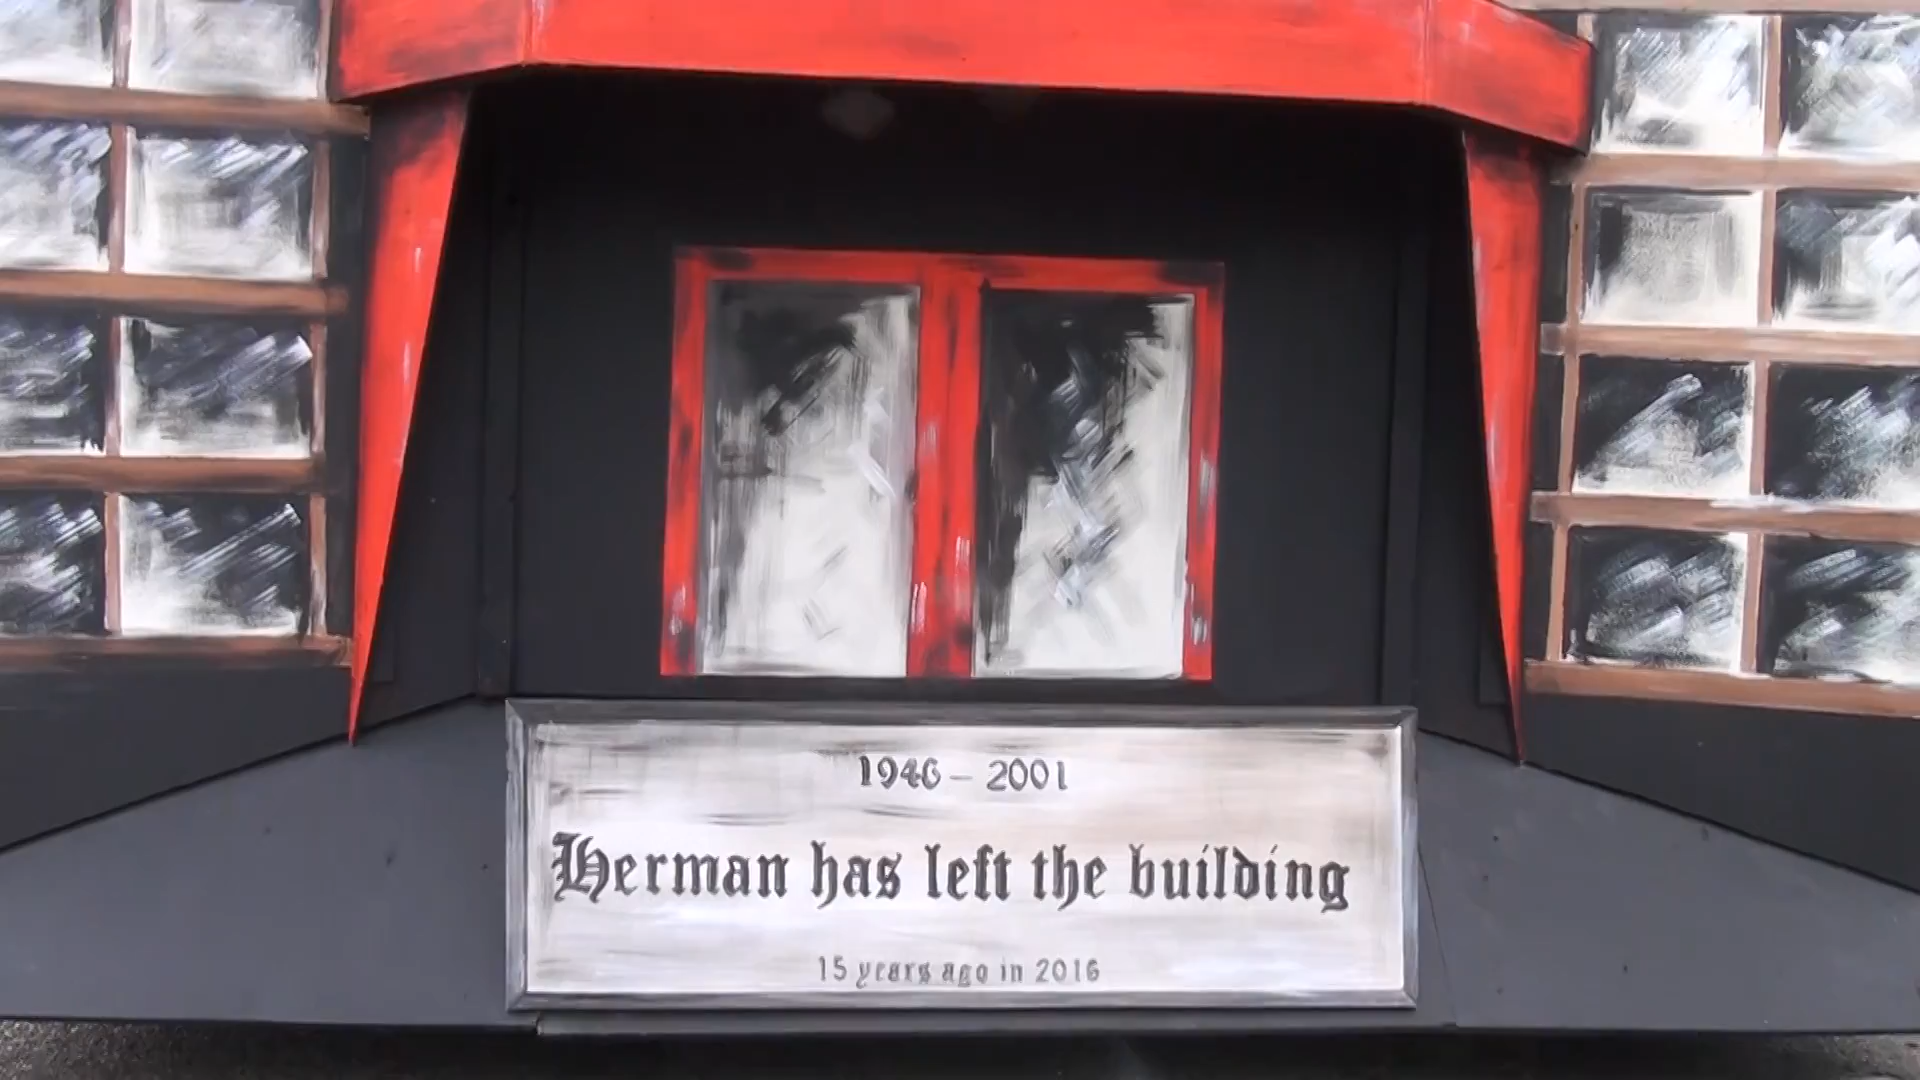 1946 – 2001
Herman has left the building
15 years ago in 2016